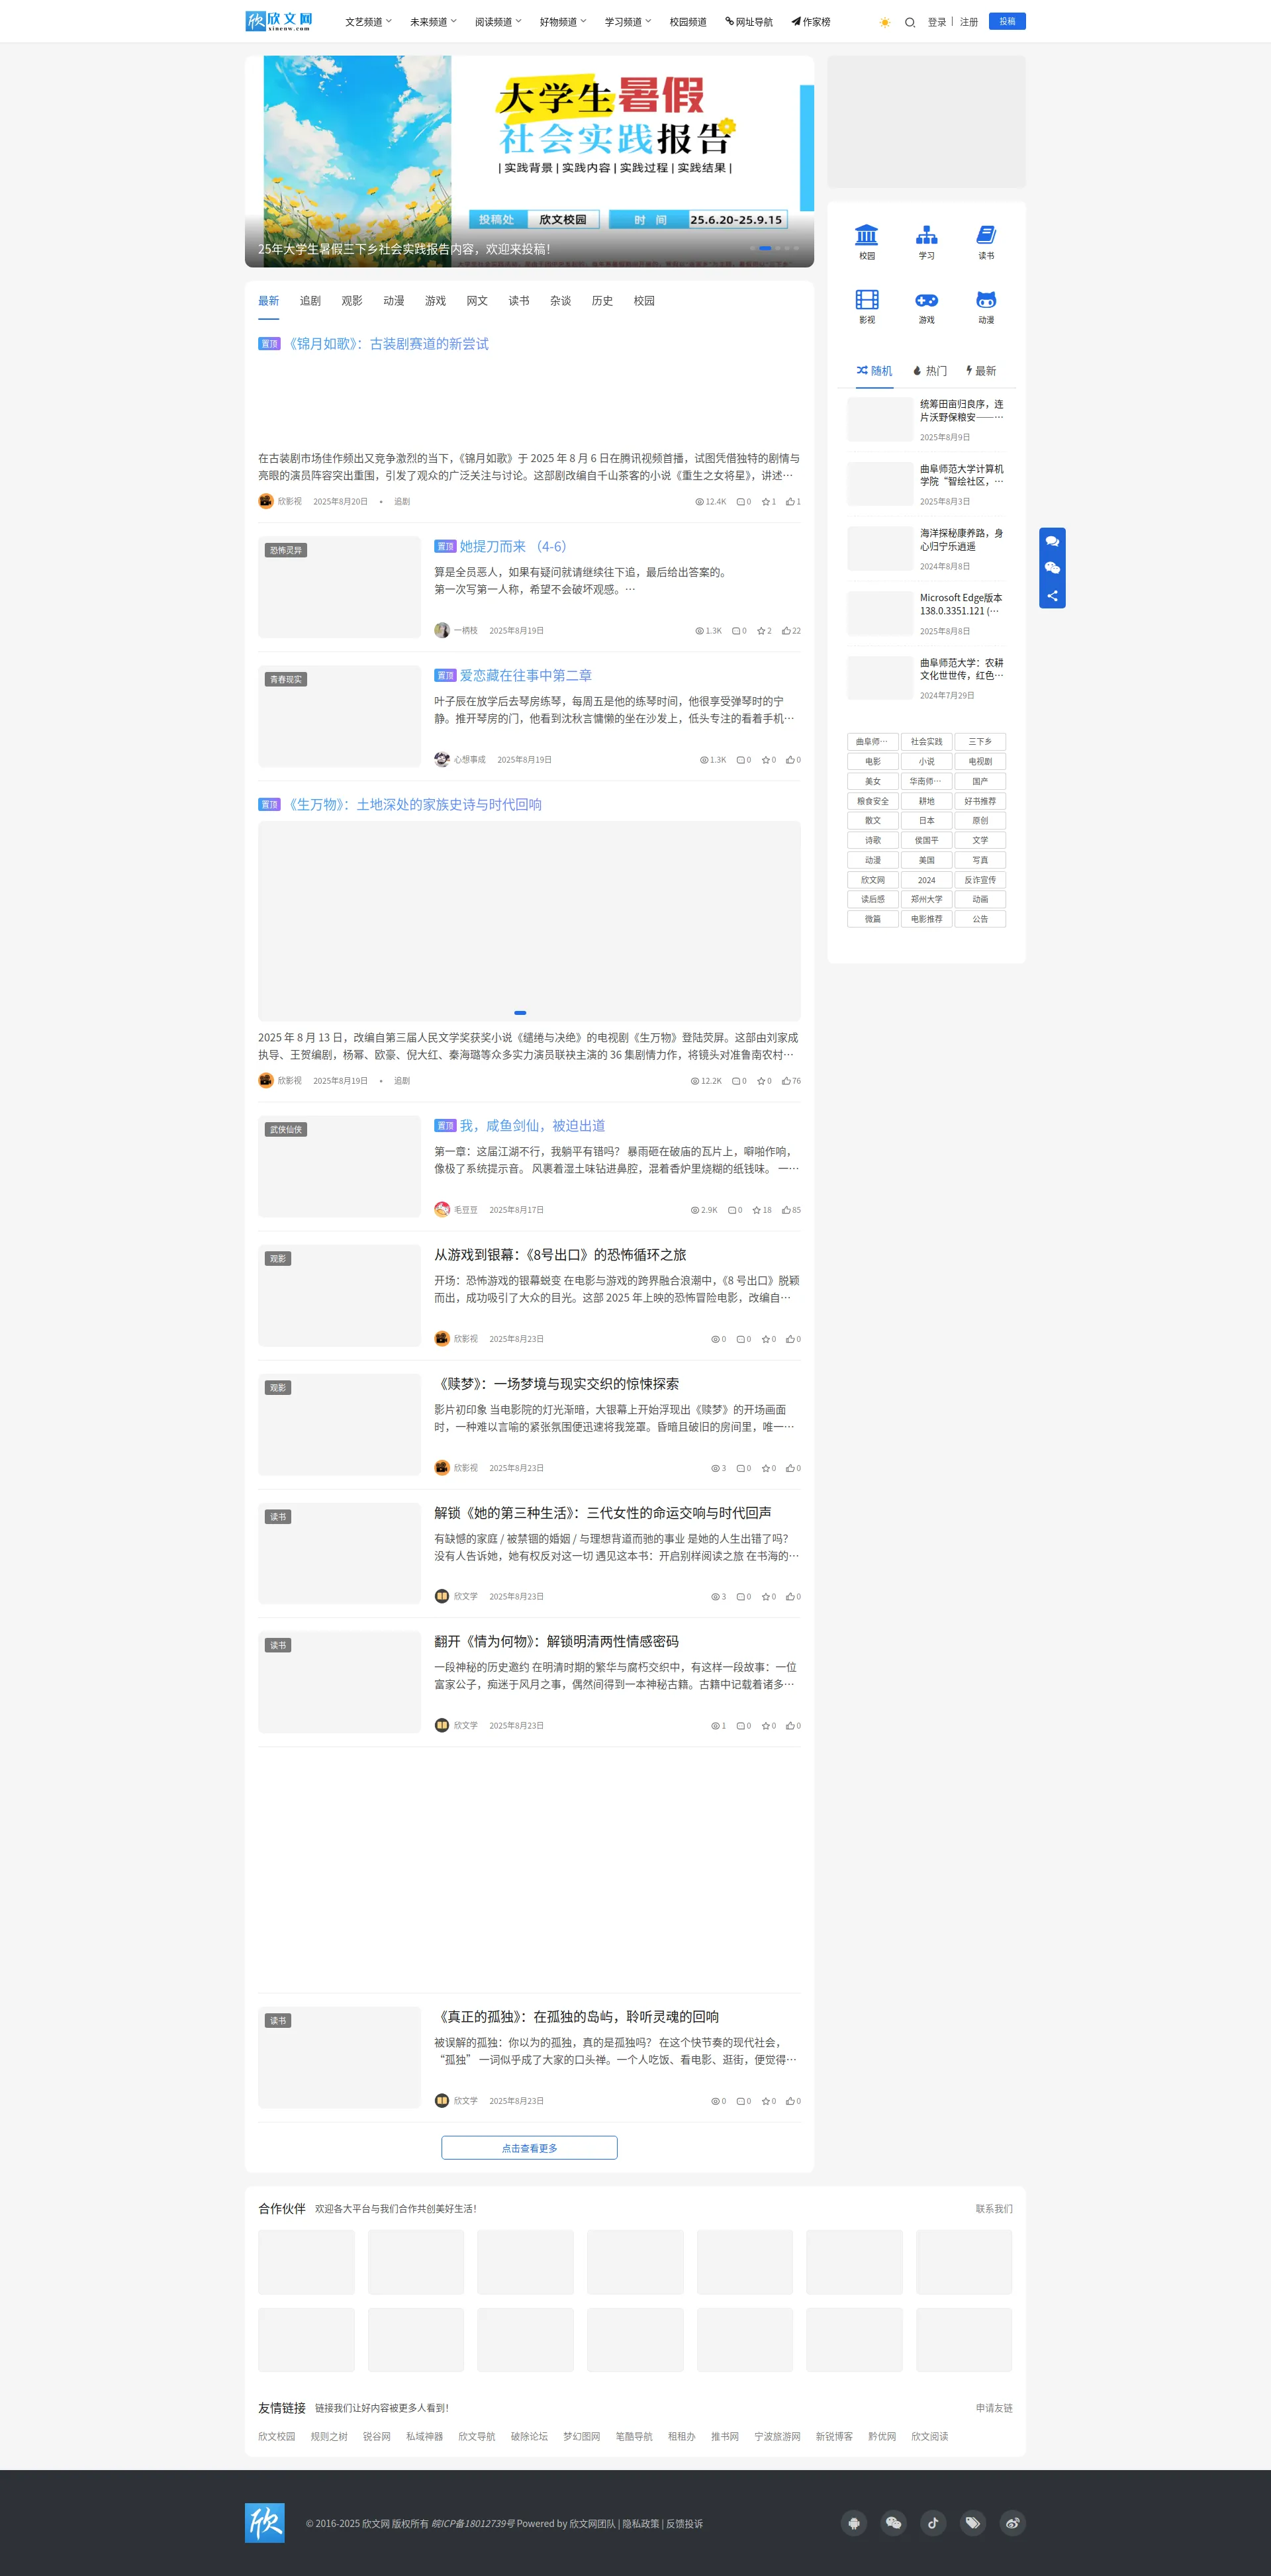 欣 欣文网
xinenw.com
文艺频道 未来频道 阅读频道 好物频道 学习频道 校园频道 网址导航 作家榜 登录 | 注册 投稿
大学生暑假
社会实践报告
| 实践背景 | 实践内容 | 实践过程 | 实践结果 |
投稿处 欣文校园 时 间 25.6.20-25.9.15
25年大学生暑假三下乡社会实践报告内容，欢迎来投稿！
最新 追剧 观影 动漫 游戏 网文 读书 杂谈 历史 校园
置顶 《锦月如歌》：古装剧赛道的新尝试
在古装剧市场佳作频出又竞争激烈的当下，《锦月如歌》于 2025 年 8 月 6 日在腾讯视频首播，试图凭借独特的剧情与
亮眼的演员阵容突出重围，引发了观众的广泛关注与讨论。这部剧改编自千山茶客的小说《重生之女将星》，讲述…
欣影视 2025年8月20日 • 追剧 12.4K 0 1 1
恐怖灵异
置顶 她提刀而来 （4-6）
算是全员恶人，如果有疑问就请继续往下追，最后给出答案的。
第一次写第一人称，希望不会破坏观感。…
一柄枝 2025年8月19日 1.3K 0 2 22
青春现实
置顶 爱恋藏在往事中第二章
叶子辰在放学后去琴房练琴，每周五是他的练琴时间，他很享受弹琴时的宁
静。推开琴房的门，他看到沈秋言慵懒的坐在沙发上，低头专注的看着手机…
心想事成 2025年8月19日 1.3K 0 0 0
置顶 《生万物》：土地深处的家族史诗与时代回响
2025 年 8 月 13 日，改编自第三届人民文学奖获奖小说《缱绻与决绝》的电视剧《生万物》登陆荧屏。这部由刘家成
执导、王贺编剧，杨幂、欧豪、倪大红、秦海璐等众多实力演员联袂主演的 36 集剧情力作，将镜头对准鲁南农村…
欣影视 2025年8月19日 • 追剧 12.2K 0 0 76
武侠仙侠
置顶 我，咸鱼剑仙，被迫出道
第一章：这届江湖不行，我躺平有错吗？ 暴雨砸在破庙的瓦片上，噼啪作响，
像极了系统提示音。 风裹着湿土味钻进鼻腔，混着香炉里烧糊的纸钱味。 一…
毛豆豆 2025年8月17日 2.9K 0 18 85
观影
从游戏到银幕：《8号出口》的恐怖循环之旅
开场：恐怖游戏的银幕蜕变 在电影与游戏的跨界融合浪潮中，《8 号出口》脱颖
而出，成功吸引了大众的目光。这部 2025 年上映的恐怖冒险电影，改编自…
欣影视 2025年8月23日 0 0 0 0
观影
《赎梦》：一场梦境与现实交织的惊悚探索
影片初印象 当电影院的灯光渐暗，大银幕上开始浮现出《赎梦》的开场画面
时，一种难以言喻的紧张氛围便迅速将我笼罩。昏暗且破旧的房间里，唯一…
欣影视 2025年8月23日 3 0 0 0
读书
解锁《她的第三种生活》：三代女性的命运交响与时代回声
有缺憾的家庭 / 被禁锢的婚姻 / 与理想背道而驰的事业 是她的人生出错了吗？
没有人告诉她，她有权反对这一切 遇见这本书：开启别样阅读之旅 在书海的…
欣文学 2025年8月23日 3 0 0 0
读书
翻开《情为何物》：解锁明清两性情感密码
一段神秘的历史邀约 在明清时期的繁华与腐朽交织中，有这样一段故事：一位
富家公子，痴迷于风月之事，偶然间得到一本神秘古籍。古籍中记载着诸多…
欣文学 2025年8月23日 1 0 0 0
读书
《真正的孤独》：在孤独的岛屿，聆听灵魂的回响
被误解的孤独：你以为的孤独，真的是孤独吗？ 在这个快节奏的现代社会，
“孤独” 一词似乎成了大家的口头禅。一个人吃饭、看电影、逛街，便觉得…
欣文学 2025年8月23日 0 0 0 0
点击查看更多
校园 学习 读书
影视 游戏 动漫
随机 热门 最新
统筹田亩归良序，连
片沃野保粮安——…
2025年8月9日
曲阜师范大学计算机
学院“智绘社区，…
2025年8月3日
海洋探秘康养路，身
心归宁乐逍遥
2024年8月8日
Microsoft Edge版本
138.0.3351.121 (…
2025年8月8日
曲阜师范大学：农耕
文化世世传，红色…
2024年7月29日
曲阜师… 社会实践 三下乡
电影 小说 电视剧
美女 华南师… 国产
粮食安全 耕地 好书推荐
散文 日本 原创
诗歌 侯国平 文学
动漫 美国 写真
欣文网 2024 反诈宣传
读后感 郑州大学 动画
微篇 电影推荐 公告
合作伙伴 欢迎各大平台与我们合作共创美好生活！ 联系我们
友情链接 链接我们让好内容被更多人看到！ 申请友链
欣文校园 规则之树 锐谷网 私域神器 欣文导航 破除论坛 梦幻图网 笔酷导航 租租办 推书网 宁波旅游网 新锐博客 黔优网 欣文阅读
欣 © 2016-2025 欣文网 版权所有 皖ICP备18012739号 Powered by 欣文网团队 | 隐私政策 | 反馈投诉